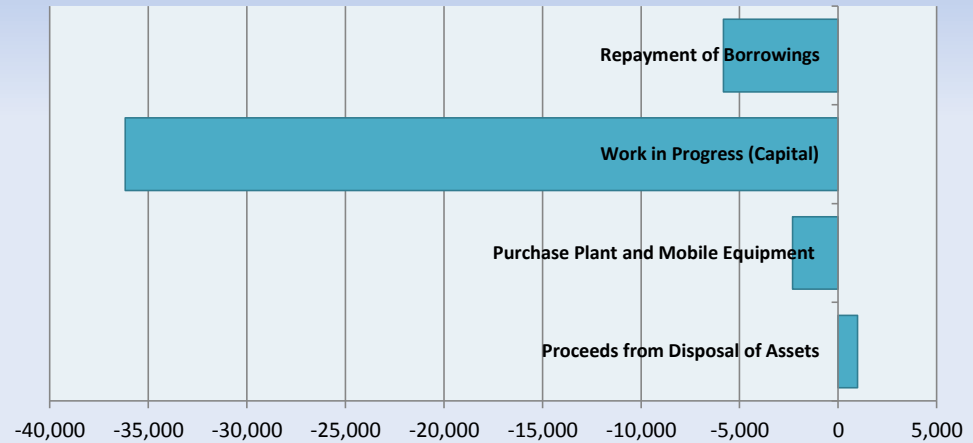 Repayment of Borrowings
Work in Progress (Capital)
Purchase Plant and Mobile Equipment
Proceeds from Disposal of Assets
-40,000 -35,000 -30,000 -25,000 -20,000 -15,000 -10,000 -5,000 0 5,000